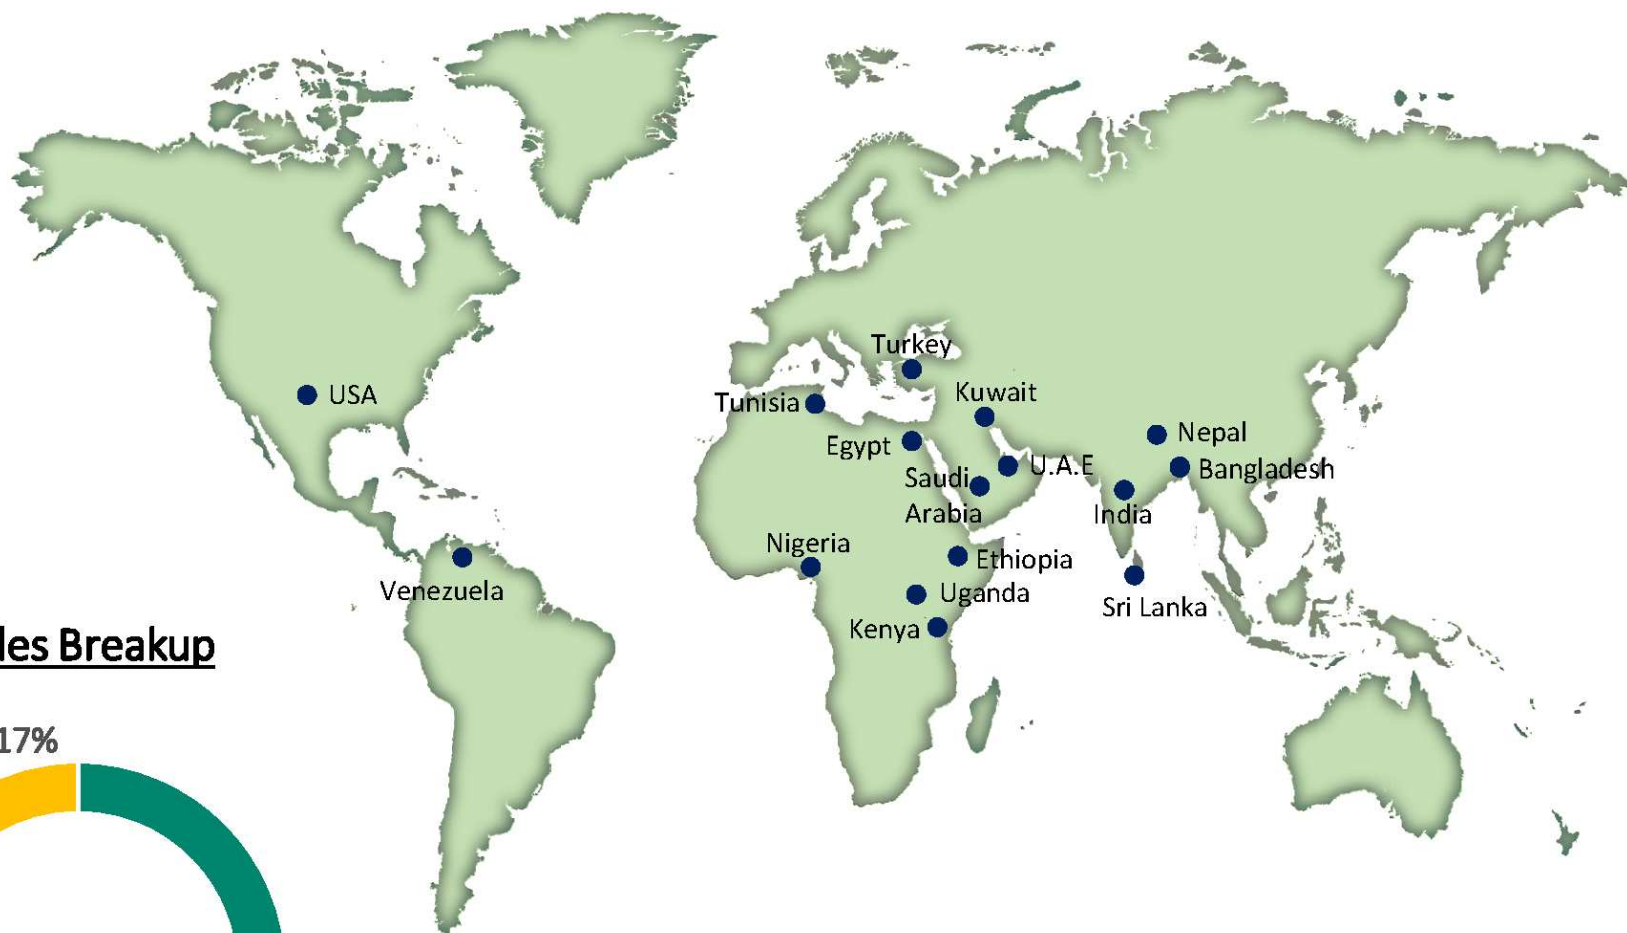 Turkey
Kuwait
USA
Tunisia
Nepal
Egypt
U.A.E
Bangladesh
Saudi
Arabia
India
Nigeria
Ethiopia
Venezuela
Uganda
Sri Lanka
Kenya
les Breakup
17%